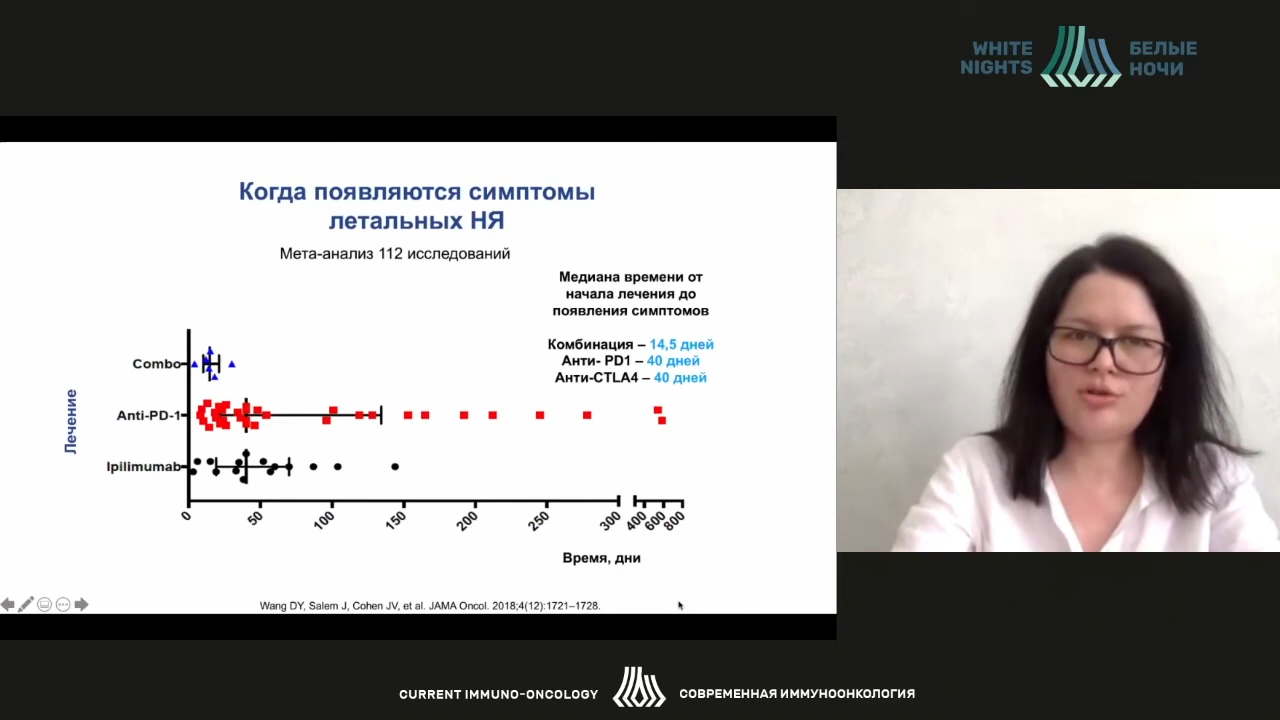 WHITE
NIGHTS
БЕЛЫЕ
НОЧИ
Когда появляются симптомы
летальных НЯ
Мета-анализ 112 исследований
Медиана времени от
начала лечения до
появления симптомов
Комбинация – 14,5 дней
Анти- PD1 – 40 дней
Анти-CTLA4 – 40 дней
Лечение
Combo
Anti-PD-1
Ipilimumab
0 50 100 150 200 250 300 400 600 800
Время, дни
Wang DY, Salem J, Cohen JV, et al. JAMA Oncol. 2018;4(12):1721–1728.
CURRENT IMMUNO-ONCOLOGY
СОВРЕМЕННАЯ ИММУНООНКОЛОГИЯ